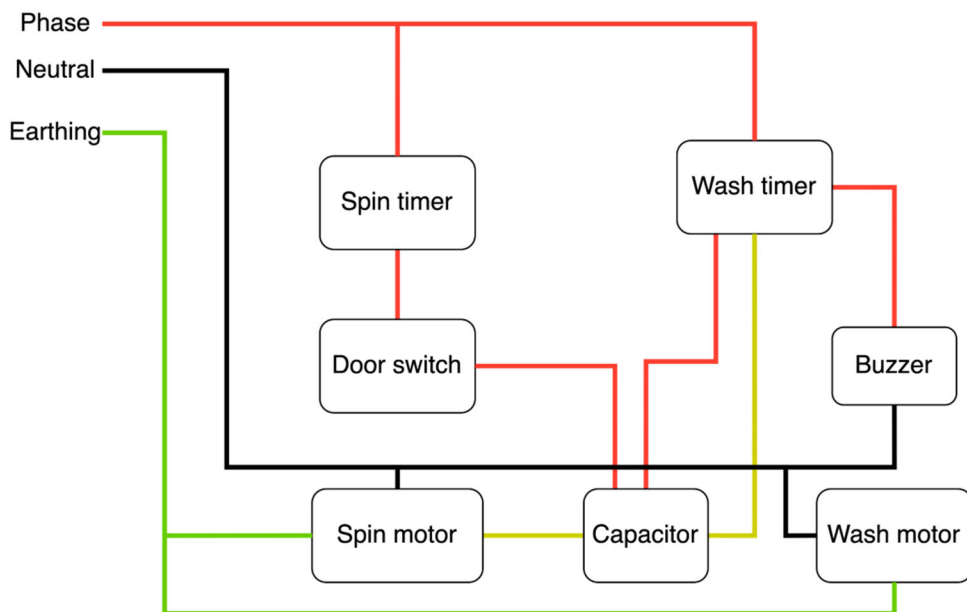 Phase
Neutral
Earthing
Spin timer
Wash timer
Door switch
Buzzer
Spin motor
Capacitor
Wash motor